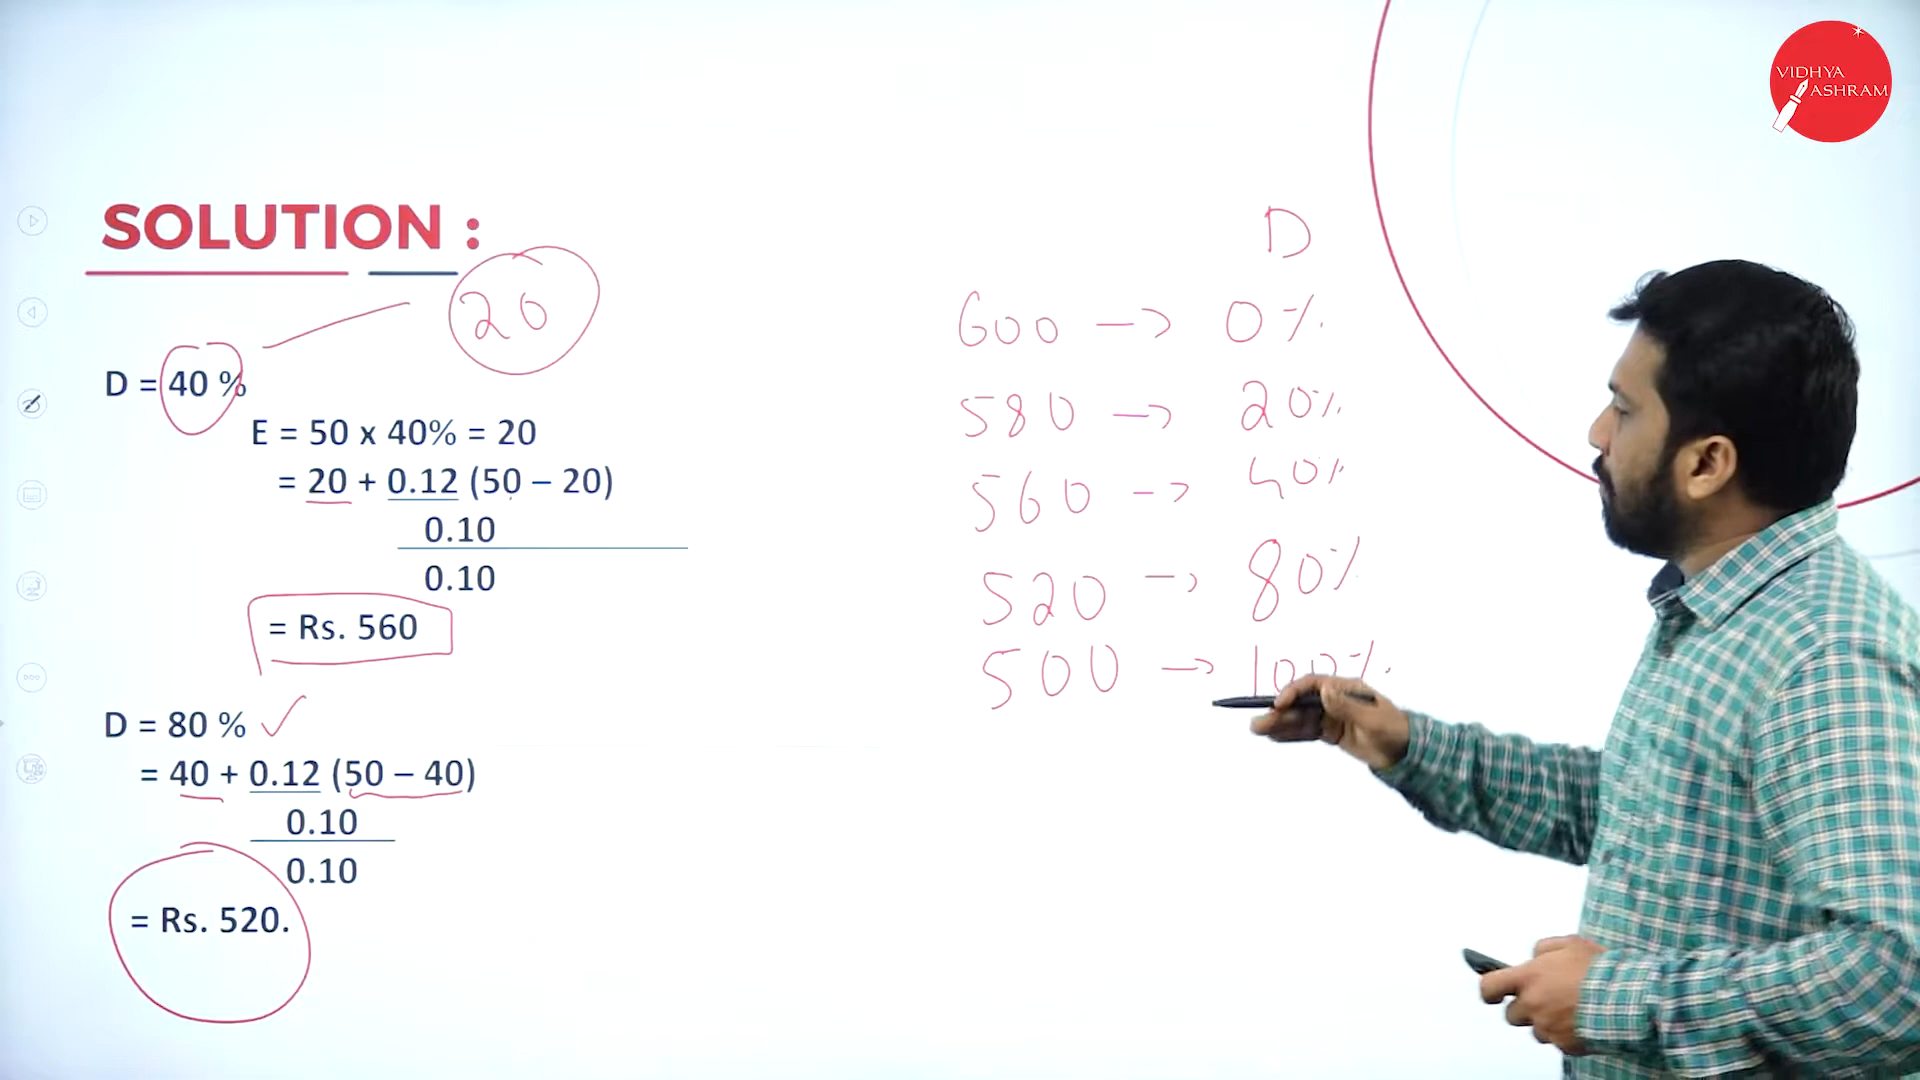 VIDHYA
ASHRAM
SOLUTION :
20
D = 40 %
E = 50 x 40% = 20
= 20 + 0.12 (50 – 20)
0.10
0.10
= Rs. 560
D = 80 %
= 40 + 0.12 (50 – 40)
0.10
0.10
= Rs. 520.
D
600 → 0%
580 → 20%
560 → 40%
520 → 80%
500 → 100%